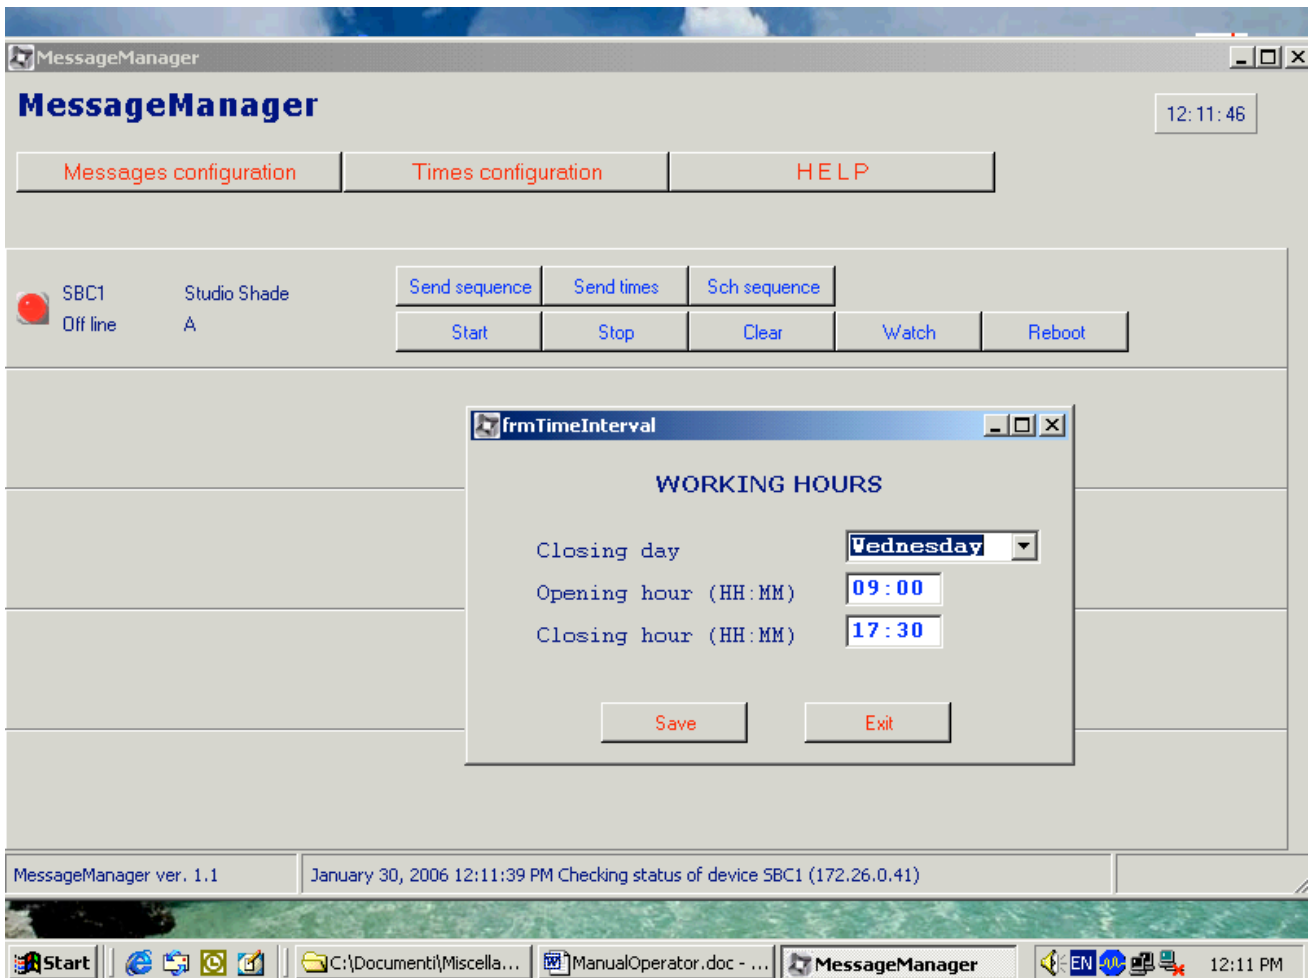 MessageManager
MessageManager
12:11:46
Messages configuration
Times configuration
HELP
SBC1
Studio Shade
Off line
A
Send sequence
Send times
Sch sequence
Start
Stop
Clear
Watch
Reboot
frmTimeInterval
WORKING HOURS
Closing day
Wednesday
Opening hour (HH:MM)
09:00
Closing hour (HH:MM)
17:30
Save
Exit
MessageManager ver. 1.1
January 30, 2006 12:11:39 PM Checking status of device SBC1 (172.26.0.41)
Start
C:\Documenti\Miscella...
ManualOperator.doc - ...
MessageManager
EN
12:11 PM